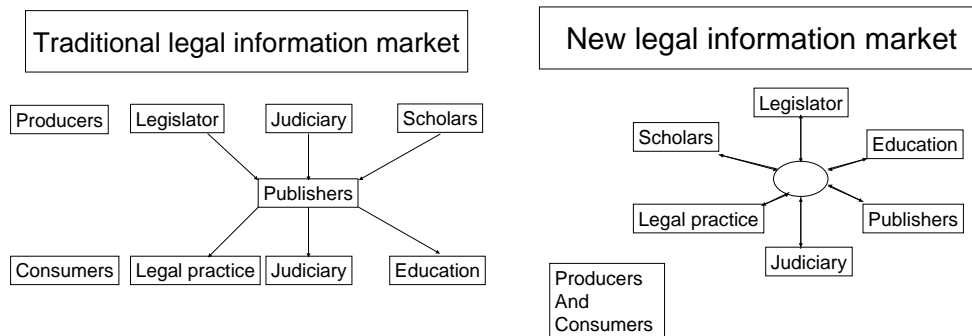 Traditional legal information market
Producers
Legislator
Judiciary
Scholars
Publishers
Consumers
Legal practice
Judiciary
Education
New legal information market
Legislator
Scholars
Education
Legal practice
Publishers
Judiciary
Producers
And
Consumers